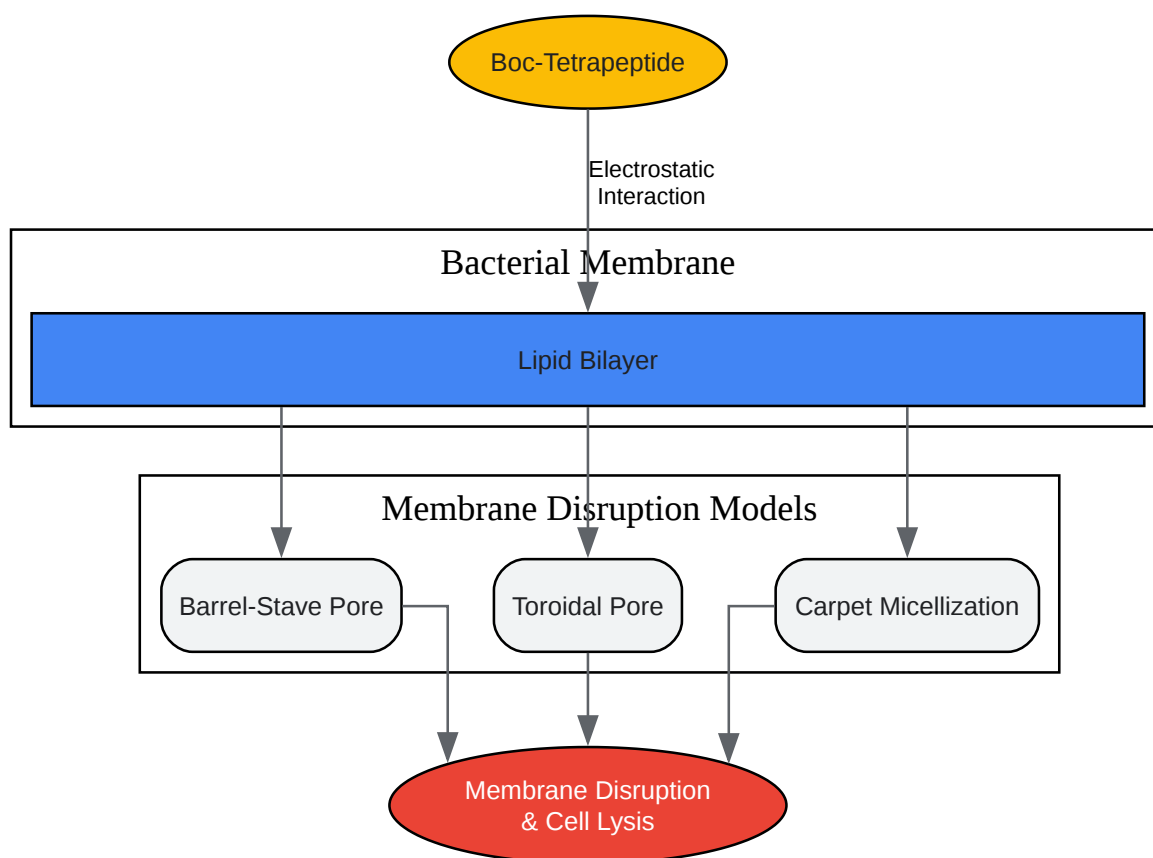 Boc-Tetrapeptide
Electrostatic
Interaction
Bacterial Membrane
Lipid Bilayer
Membrane Disruption Models
Barrel-Stave Pore
Toroidal Pore
Carpet Micellization
Membrane Disruption
& Cell Lysis